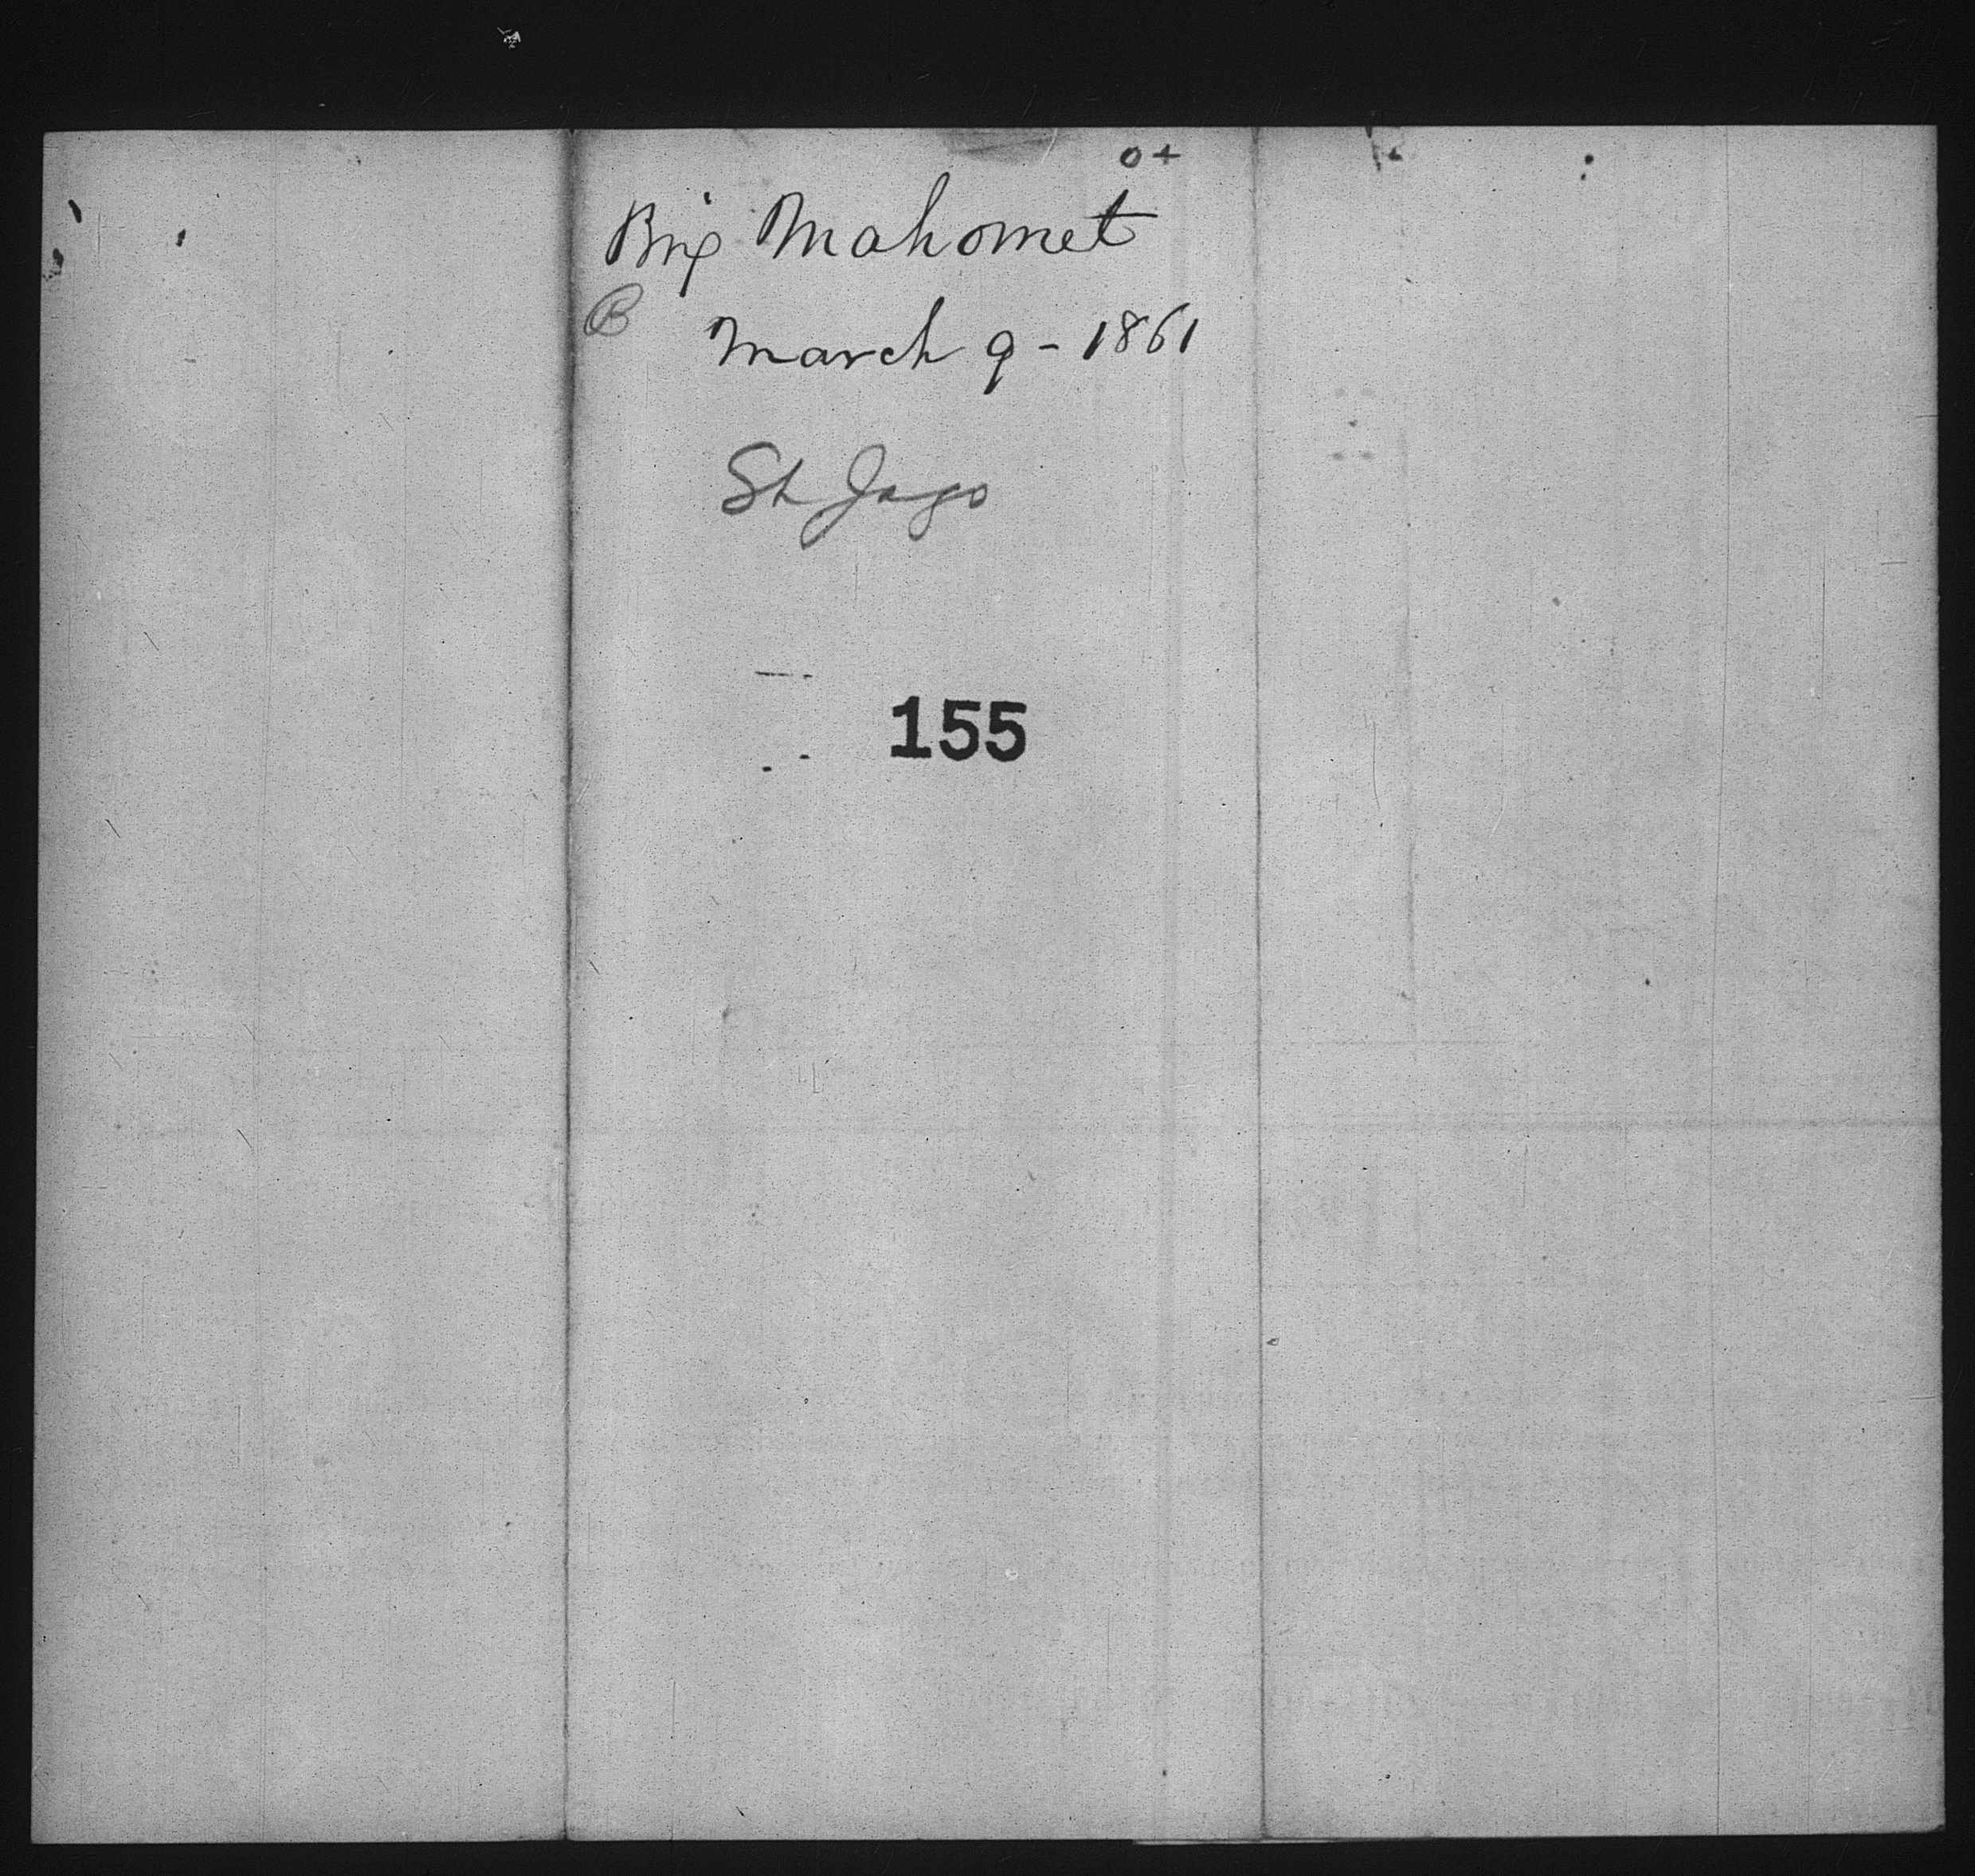 o+
Brig Mahomet
B
March 9 - 1861
St Jago
155